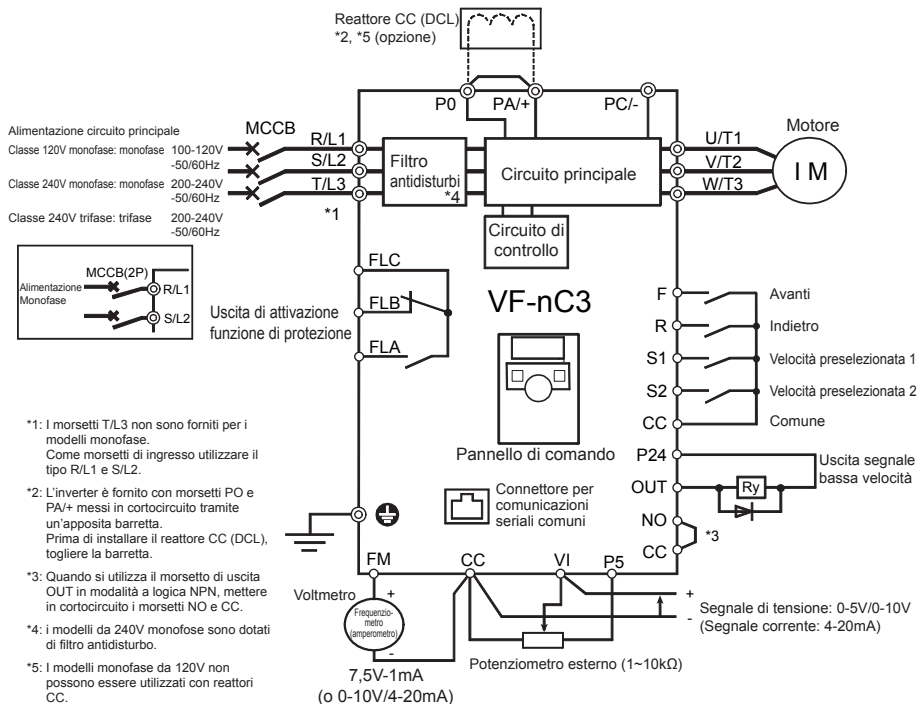 Reattore CC (DCL)
*2, *5 (opzione)
P0
PA/+
PC/-
Alimentazione circuito principale
Classe 120V monofase: monofase 100-120V
-50/60Hz
Classe 240V monofase: monofase 200-240V
-50/60Hz
Classe 240V trifase: trifase 200-240V
-50/60Hz
MCCB
R/L1
S/L2
T/L3
*1
Filtro
antidisturbi
*4
Circuito principale
Circuito di
controllo
U/T1
V/T2
W/T3
Motore
I M
MCCB(2P)
Alimentazione
Monofase
R/L1
S/L2
Uscita di attivazione
funzione di protezione
FLC
FLB
FLA
VF-nC3
Pannello di comando
Connettore per
comunicazioni
seriali comuni
F
Avanti
R
Indietro
S1
Velocità preselezionata 1
S2
Velocità preselezionata 2
CC
Comune
P24
OUT
Ry
Uscita segnale
bassa velocità
NO
CC
*3
*1: I morsetti T/L3 non sono forniti per i
modelli monofase.
Come morsetti di ingresso utilizzare il
tipo R/L1 e S/L2.
*2: L'inverter è fornito con morsetti PO e
PA/+ messi in cortocircuito tramite
un'apposita barretta.
Prima di installare il reattore CC (DCL),
togliere la barretta.
*3: Quando si utilizza il morsetto di uscita
OUT in modalità a logica NPN, mettere
in cortocircuito i morsetti NO e CC.
*4: i modelli da 240V monofose sono dotati
di filtro antidisturbo.
*5: I modelli monofase da 120V non
possono essere utilizzati con reattori
CC.
FM
CC
VI
P5
Voltmetro
+
Frequenzio-
metro
(amperometro)
-
7,5V-1mA
(o 0-10V/4-20mA)
Potenziometro esterno (1~10kΩ)
+
-
Segnale di tensione: 0-5V/0-10V
(Segnale corrente: 4-20mA)